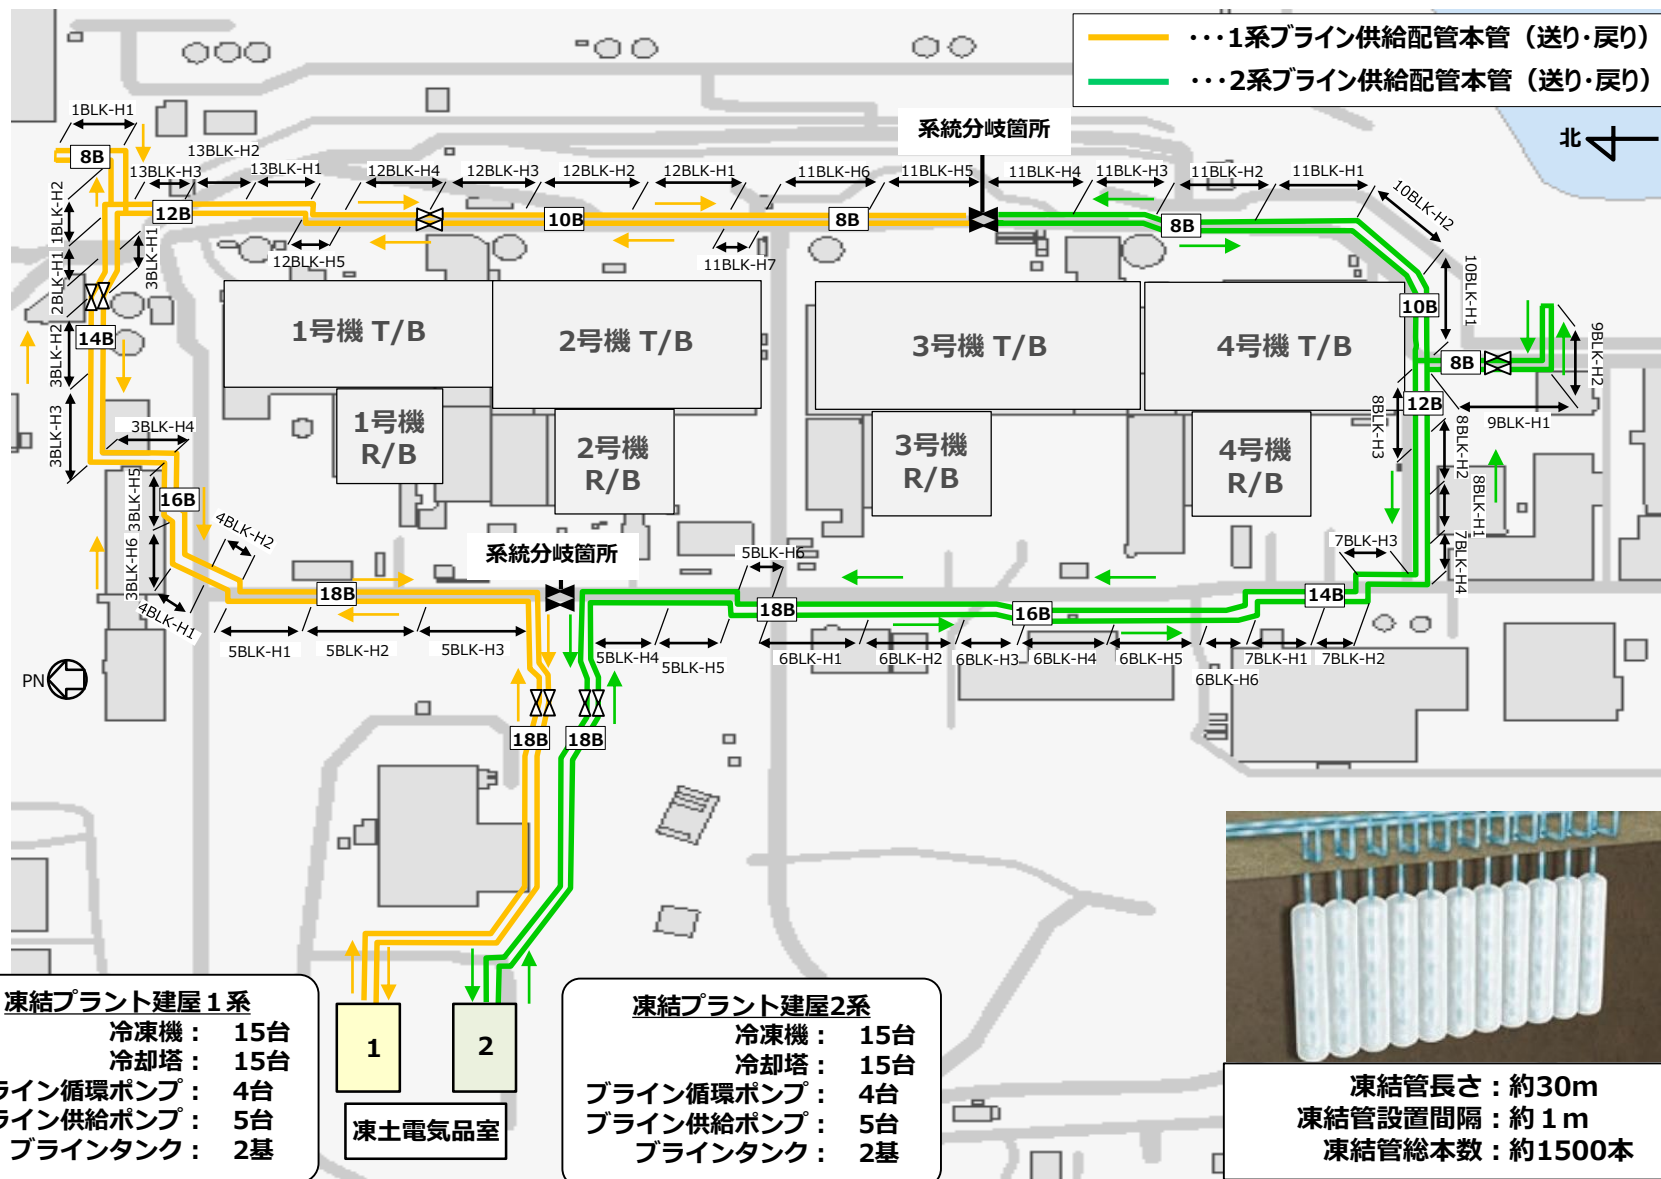 ・・・1系ブライン供給配管本管（送り・戻り）
・・・2系ブライン供給配管本管（送り・戻り）
北
系統分岐箇所
1BLK-H1
13BLK-H2
13BLK-H3
13BLK-H1
12BLK-H4
12BLK-H3
12BLK-H2
12BLK-H1
11BLK-H6
11BLK-H5
11BLK-H4
11BLK-H3
11BLK-H2
11BLK-H1
10BLK-H2
8B
12B
10B
8B
8B
1BLK-H2
2BLK-H1
3BLK-H1
12BLK-H5
11BLK-H7
10BLK-H1
10B
14B
3BLK-H2
3BLK-H3
1号機 T/B
2号機 T/B
3号機 T/B
4号機 T/B
8B
9BLK-H2
9BLK-H1
12B
8BLK-H3
8BLK-H2
8BLK-H1
3BLK-H4
1号機
R/B
2号機
R/B
3号機
R/B
4号機
R/B
3BLK-H5
16B
3BLK-H6
4BLK-H2
4BLK-H1
系統分岐箇所
5BLK-H6
7BLK-H3
7BLK-H4
18B
18B
16B
14B
5BLK-H1
5BLK-H2
5BLK-H3
5BLK-H4
5BLK-H5
6BLK-H1
6BLK-H2
6BLK-H3
6BLK-H4
6BLK-H5
6BLK-H6
7BLK-H1
7BLK-H2
PN
18B
18B
凍結プラント建屋１系
冷凍機： 15台
冷却塔： 15台
ライン循環ポンプ： 4台
ライン供給ポンプ： 5台
ブラインタンク： 2基
1
2
凍土電気品室
凍結プラント建屋2系
冷凍機： 15台
冷却塔： 15台
ブライン循環ポンプ： 4台
ブライン供給ポンプ： 5台
ブラインタンク： 2基
凍結管長さ：約30m
凍結管設置間隔：約１m
凍結管総本数：約1500本